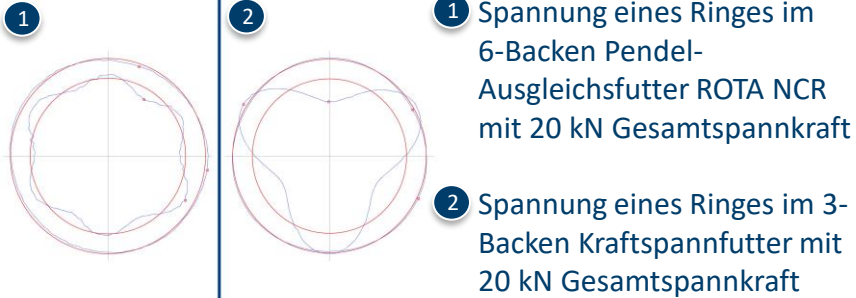 1
2
1 Spannung eines Ringes im
6-Backen Pendel-
Ausgleichsfutter ROTA NCR
mit 20 kN Gesamtspannkraft
2 Spannung eines Ringes im 3-
Backen Kraftspannfutter mit
20 kN Gesamtspannkraft